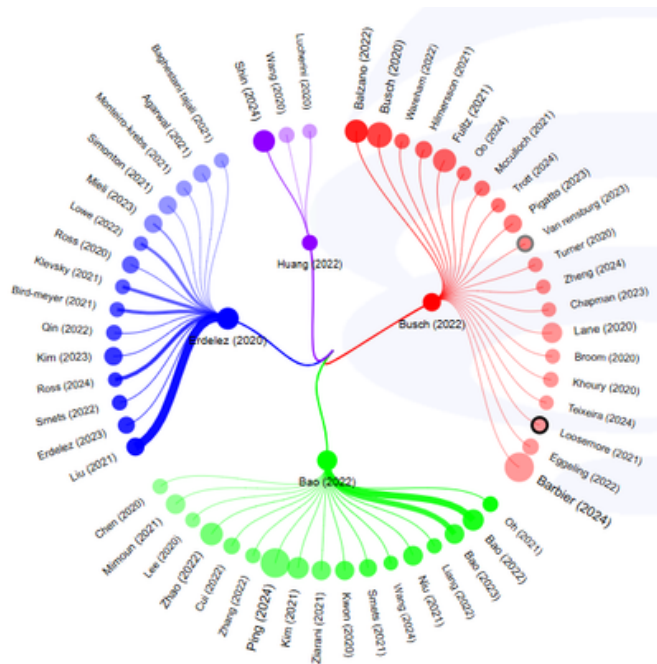 Shin (2024)
Wang (2020)
Lucherini (2020)
Huang (2022)
Balzano (2022)
Busch (2020)
Wareham (2022)
Hilmersson (2021)
Fultz (2021)
Oo (2024)
Mcculloch (2021)
Trott (2024)
Pigatto (2023)
Van rensburg (2023)
Turner (2020)
Zheng (2024)
Chapman (2023)
Lane (2020)
Broom (2020)
Khoury (2020)
Teixeira (2024)
Loosemore (2021)
Eggeling (2022)
Barbier (2024)
Busch (2022)
Oh (2021)
Bao (2022)
Bao (2023)
Liang (2022)
Niu (2021)
Wang (2024)
Smets (2021)
Kwon (2020)
Ziarani (2021)
Kim (2021)
Ping (2024)
Zhang (2022)
Cui (2022)
Zhao (2022)
Lee (2020)
Mimoun (2021)
Chen (2020)
Bao (2022)
Liu (2021)
Erdelez (2023)
Smets (2022)
Ross (2024)
Kim (2023)
Qin (2022)
Bird-meyer (2021)
Kievsky (2021)
Ross (2020)
Lowe (2022)
Mieli (2023)
Simonton (2021)
Monteiro-krebs (2021)
Agarwal (2021)
Baghestani tajali (2021)
Erdelez (2020)